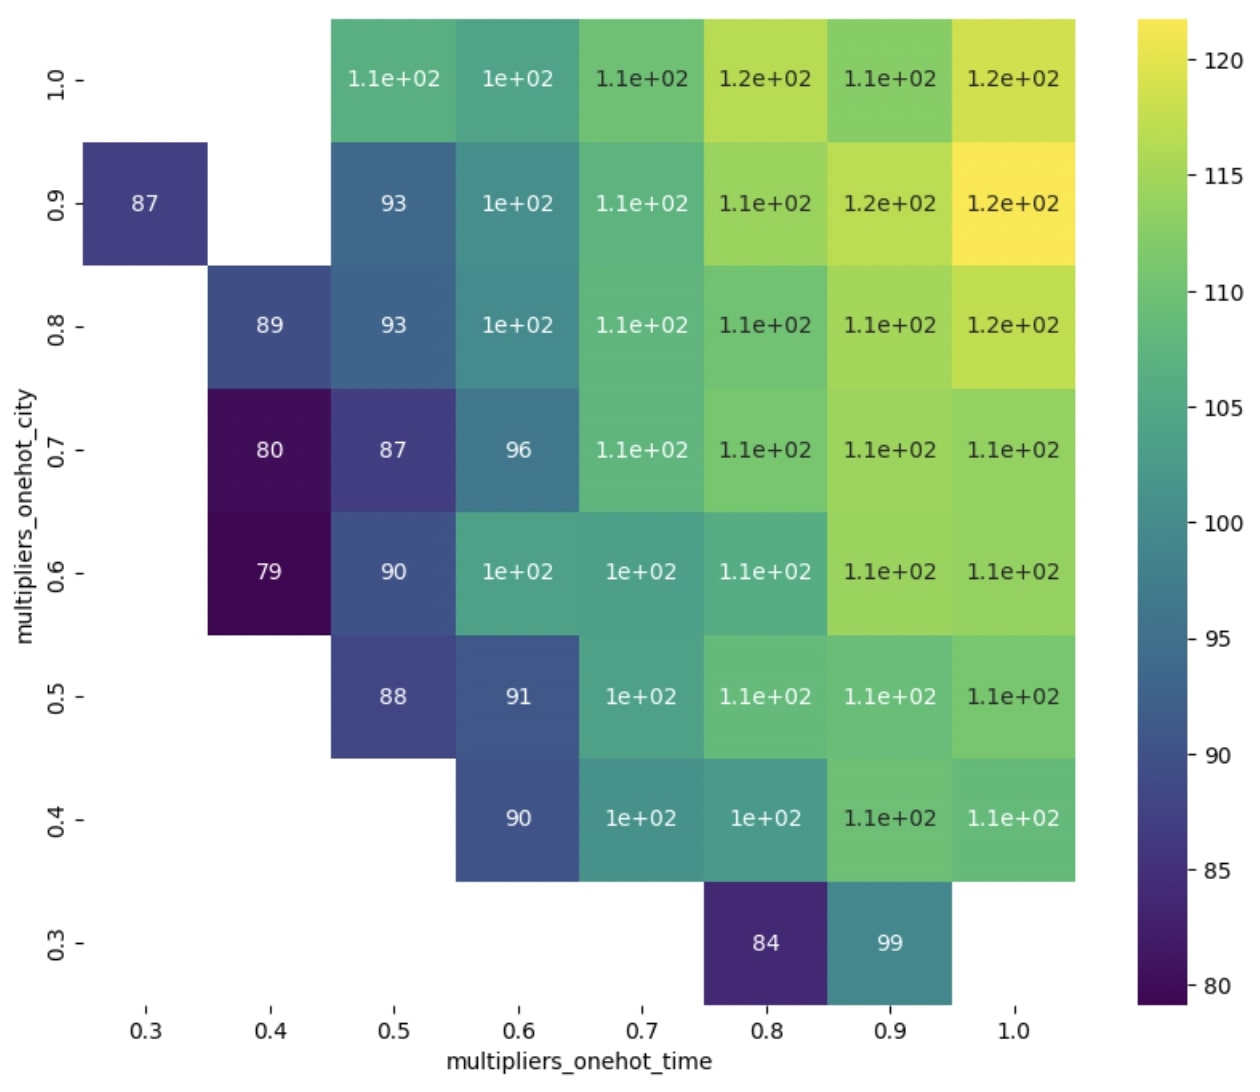 1.0 1.1e+02 1e+02 1.1e+02 1.2e+02 1.1e+02 1.2e+02
0.9 87 93 1e+02 1.1e+02 1.1e+02 1.2e+02 1.2e+02
0.8 89 93 1e+02 1.1e+02 1.1e+02 1.1e+02 1.2e+02
0.7 80 87 96 1.1e+02 1.1e+02 1.1e+02 1.1e+02
0.6 79 90 1e+02 1e+02 1.1e+02 1.1e+02 1.1e+02
0.5 88 91 1e+02 1.1e+02 1.1e+02 1.1e+02
0.4 90 1e+02 1e+02 1.1e+02 1.1e+02
0.3 84 99
multipliers_onehot_city
0.3 0.4 0.5 0.6 0.7 0.8 0.9 1.0
multipliers_onehot_time
120
115
110
105
100
95
90
85
80